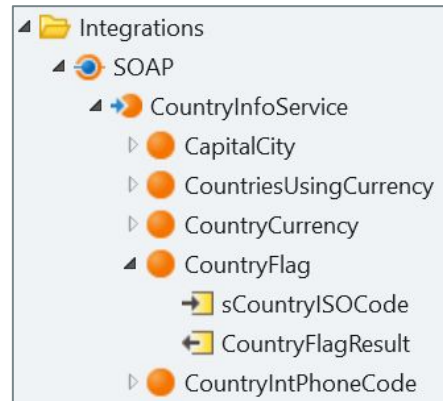 Integrations
SOAP
CountryInfoService
CapitalCity
CountriesUsingCurrency
CountryCurrency
CountryFlag
sCountryISOCode
CountryFlagResult
CountryIntPhoneCode